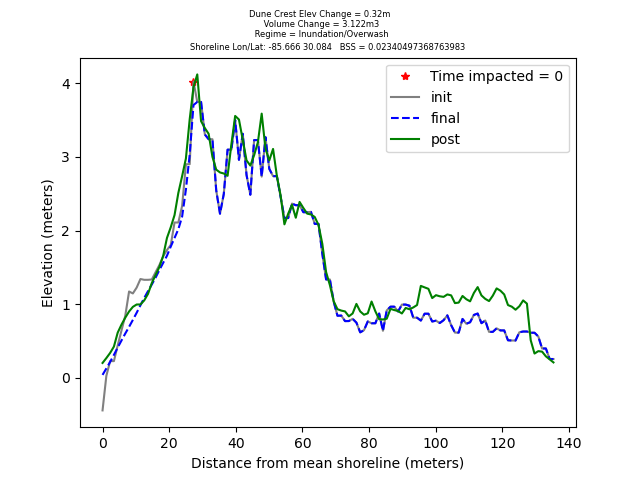 Dune Crest Elev Change = 0.32m
Volume Change = 3.122m3
Regime = Inundation/Overwash
Shoreline Lon/Lat: -85.666 30.084 BSS = 0.02340497368763983
Time impacted = 0
init
final
post
Elevation (meters)
4
3
2
1
0
0 20 40 60 80 100 120 140
Distance from mean shoreline (meters)